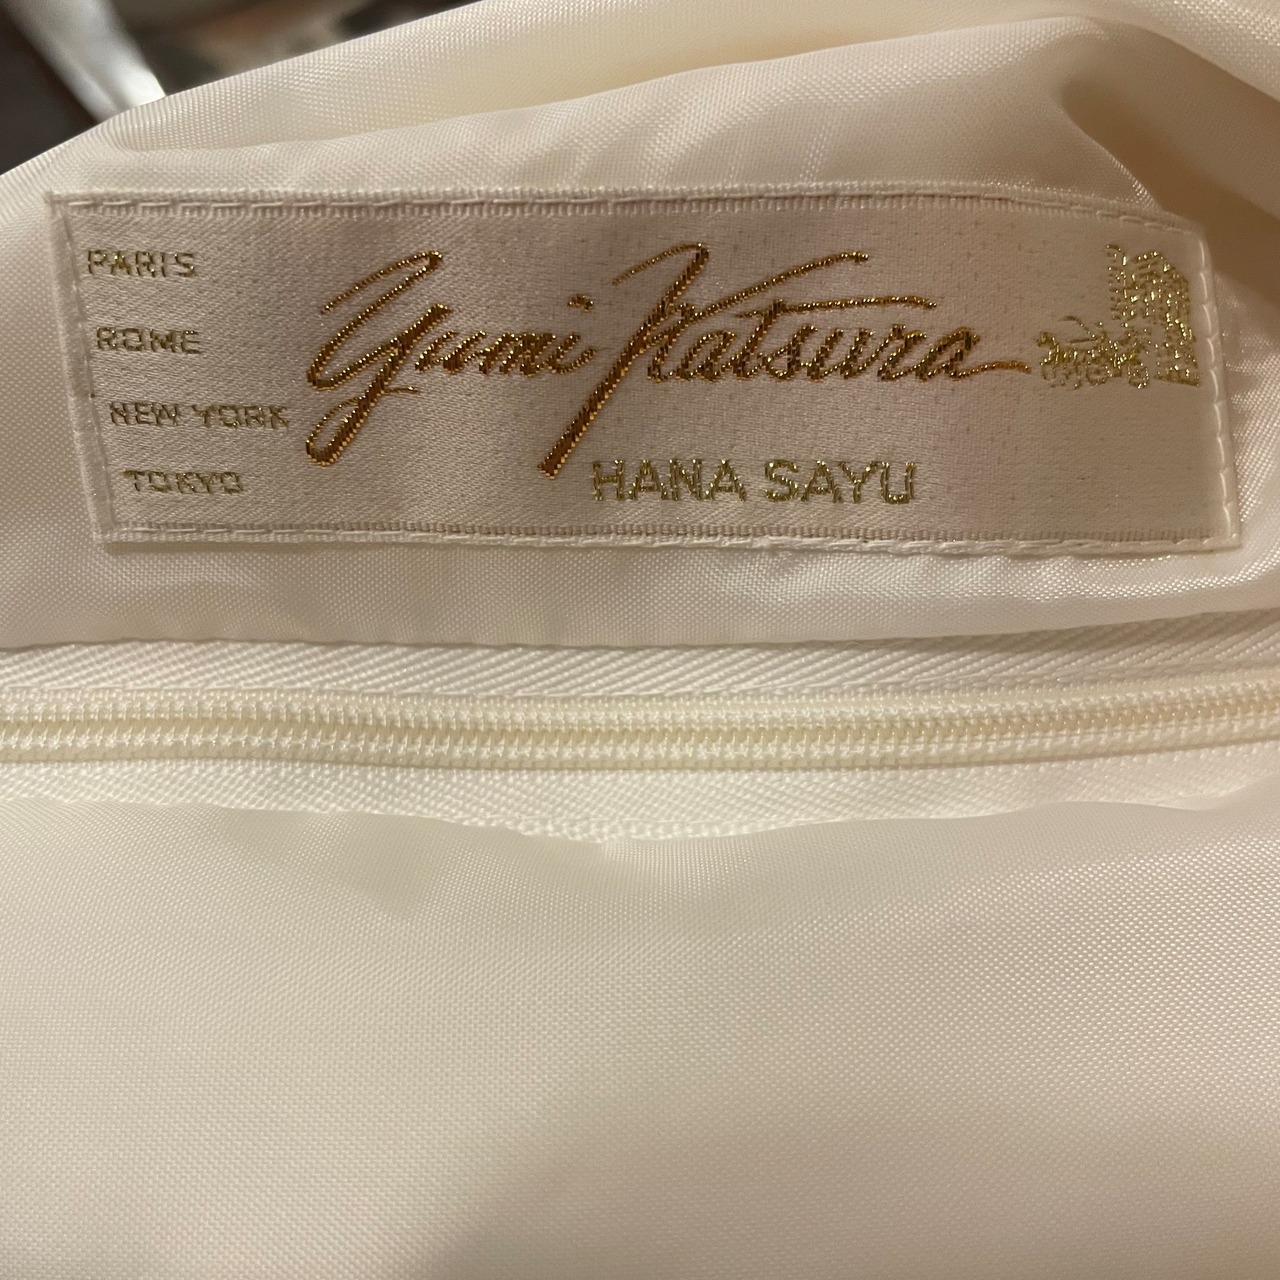 PARIS
ROME
NEW YORK
TOKYO
Yumi Katsura
HANA SAYU